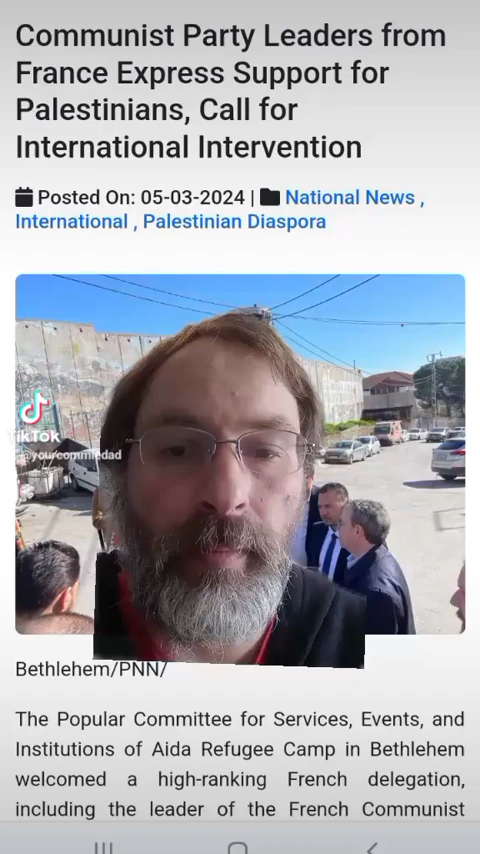 Communist Party Leaders from
France Express Support for
Palestinians, Call for
International Intervention
Posted On: 05-03-2024 | National News ,
International , Palestinian Diaspora
TikTok
@yourcommiedad
Bethlehem/PNN/
The Popular Committee for Services, Events, and
Institutions of Aida Refugee Camp in Bethlehem
welcomed a high-ranking French delegation,
including the leader of the French Communist